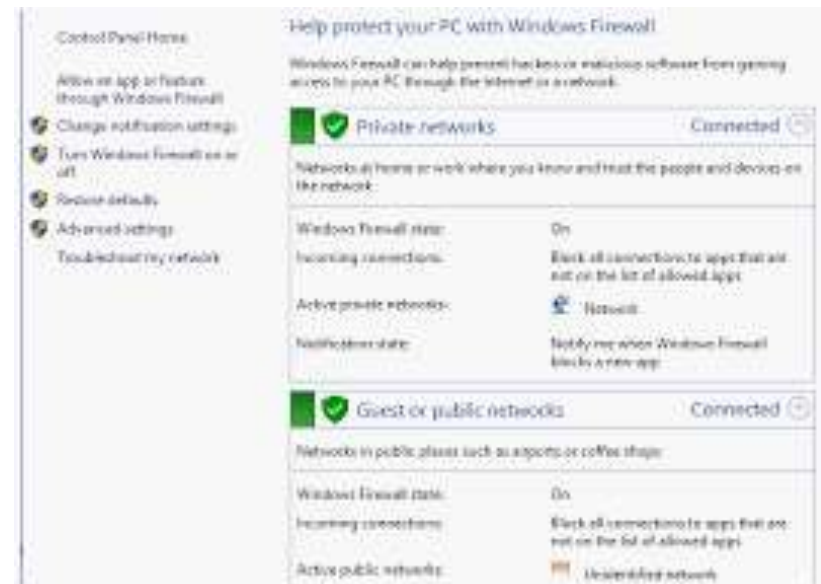 Control Panel Home
Allow an app or feature
through Windows Firewall
Change notification settings
Turn Windows Firewall on or
off
Restore defaults
Advanced settings
Troubleshoot my network
Help protect your PC with Windows Firewall
Windows Firewall can help prevent hackers or malicious software from gaining
access to your PC through the Internet or a network.
Private networks Connected
Networks at home or work where you know and trust the people and devices on
the network
Windows Firewall state: On
Incoming connections: Block all connections to apps that are
not on the list of allowed apps
Active private networks: Network
Notification state: Notify me when Windows Firewall
blocks a new app
Guest or public networks Connected
Networks in public places such as airports or coffee shops
Windows Firewall state: On
Incoming connections: Block all connections to apps that are
not on the list of allowed apps
Active public networks: Unidentified network